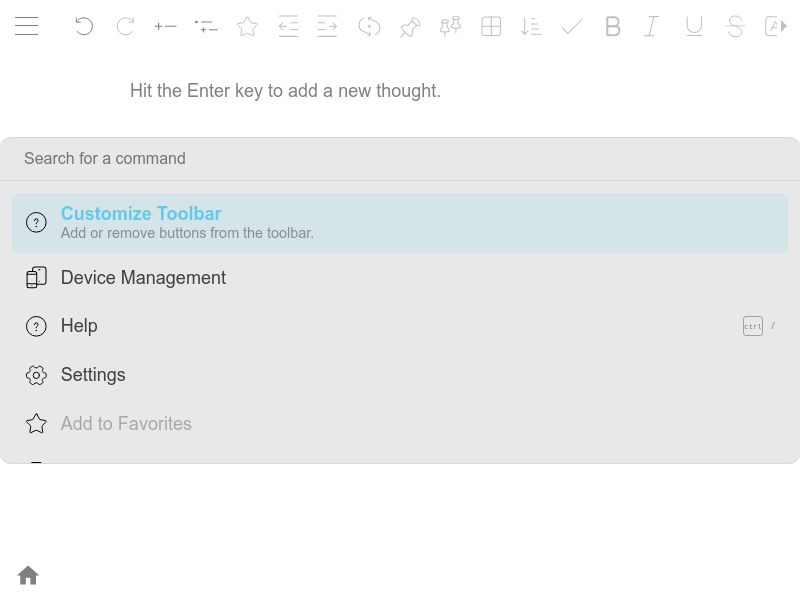 B I U S A
Hit the Enter key to add a new thought.
Search for a command
Customize Toolbar
Add or remove buttons from the toolbar.
Device Management
Help ctrl /
Settings
Add to Favorites